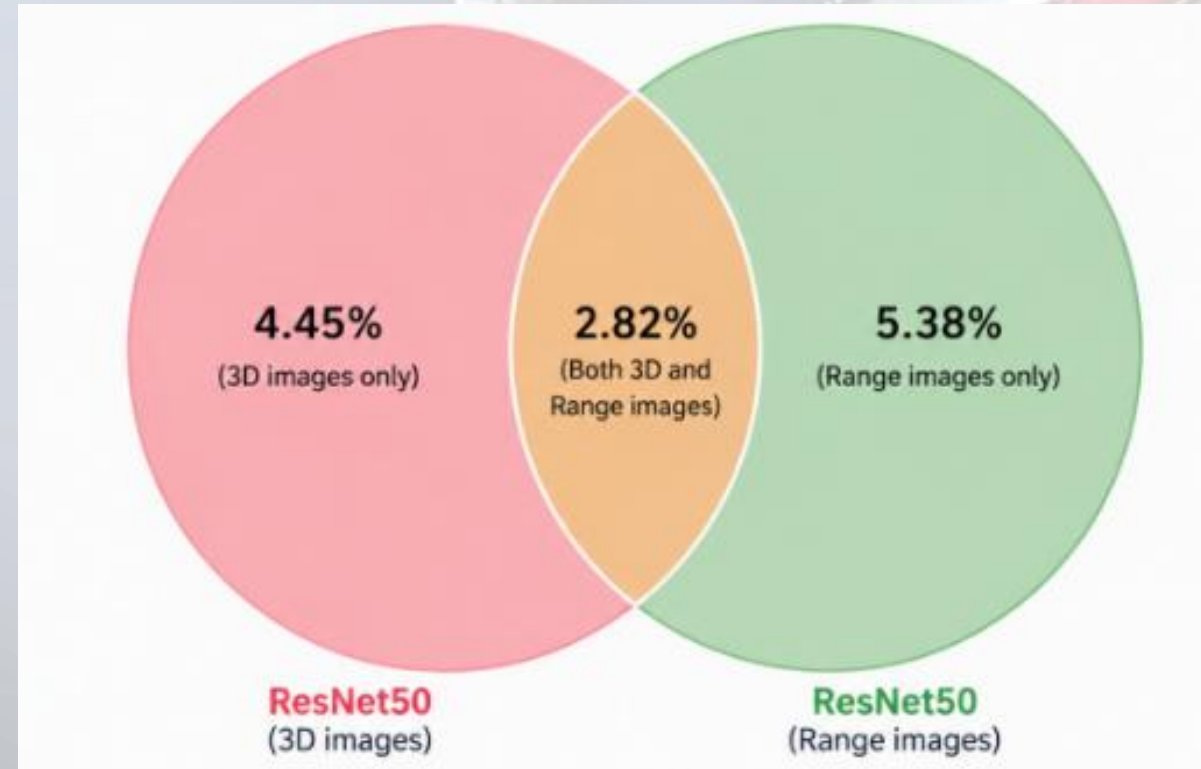 4.45%
(3D images only)
2.82%
(Both 3D and
Range images)
5.38%
(Range images only)
ResNet50
(3D images)
ResNet50
(Range images)